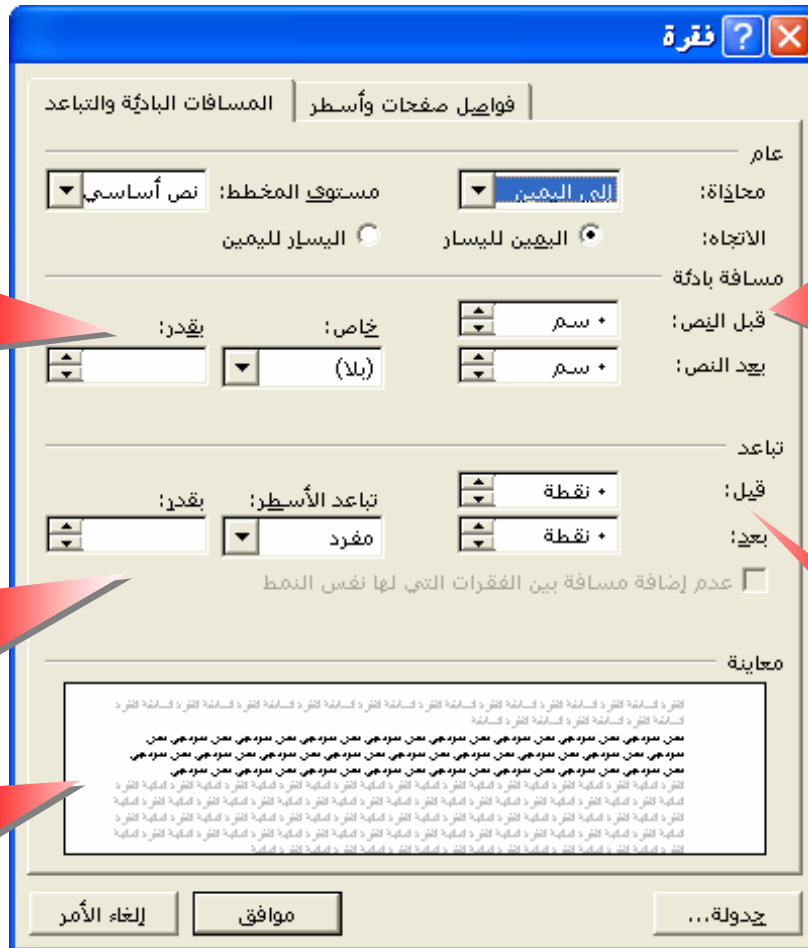 فقرة
المسافات البادئة والتباعد
فواصل صفحات وأسطر
عام
محاذاة: إلى اليمين مستوى المخطط: نص أساسي
الاتجاه: اليمين لليسار اليسار لليمين
مسافة بادئة
قبل النص: ٠ سم خاص: بقدر:
بعد النص: ٠ سم (بلا)
تباعد
قبل: ٠ نقطة تباعد الأسطر: بقدر:
بعد: ٠ نقطة مفرد
عدم إضافة مسافة بين الفقرات التي لها نفس النمط
معاينة
جدولة... موافق إلغاء الأمر